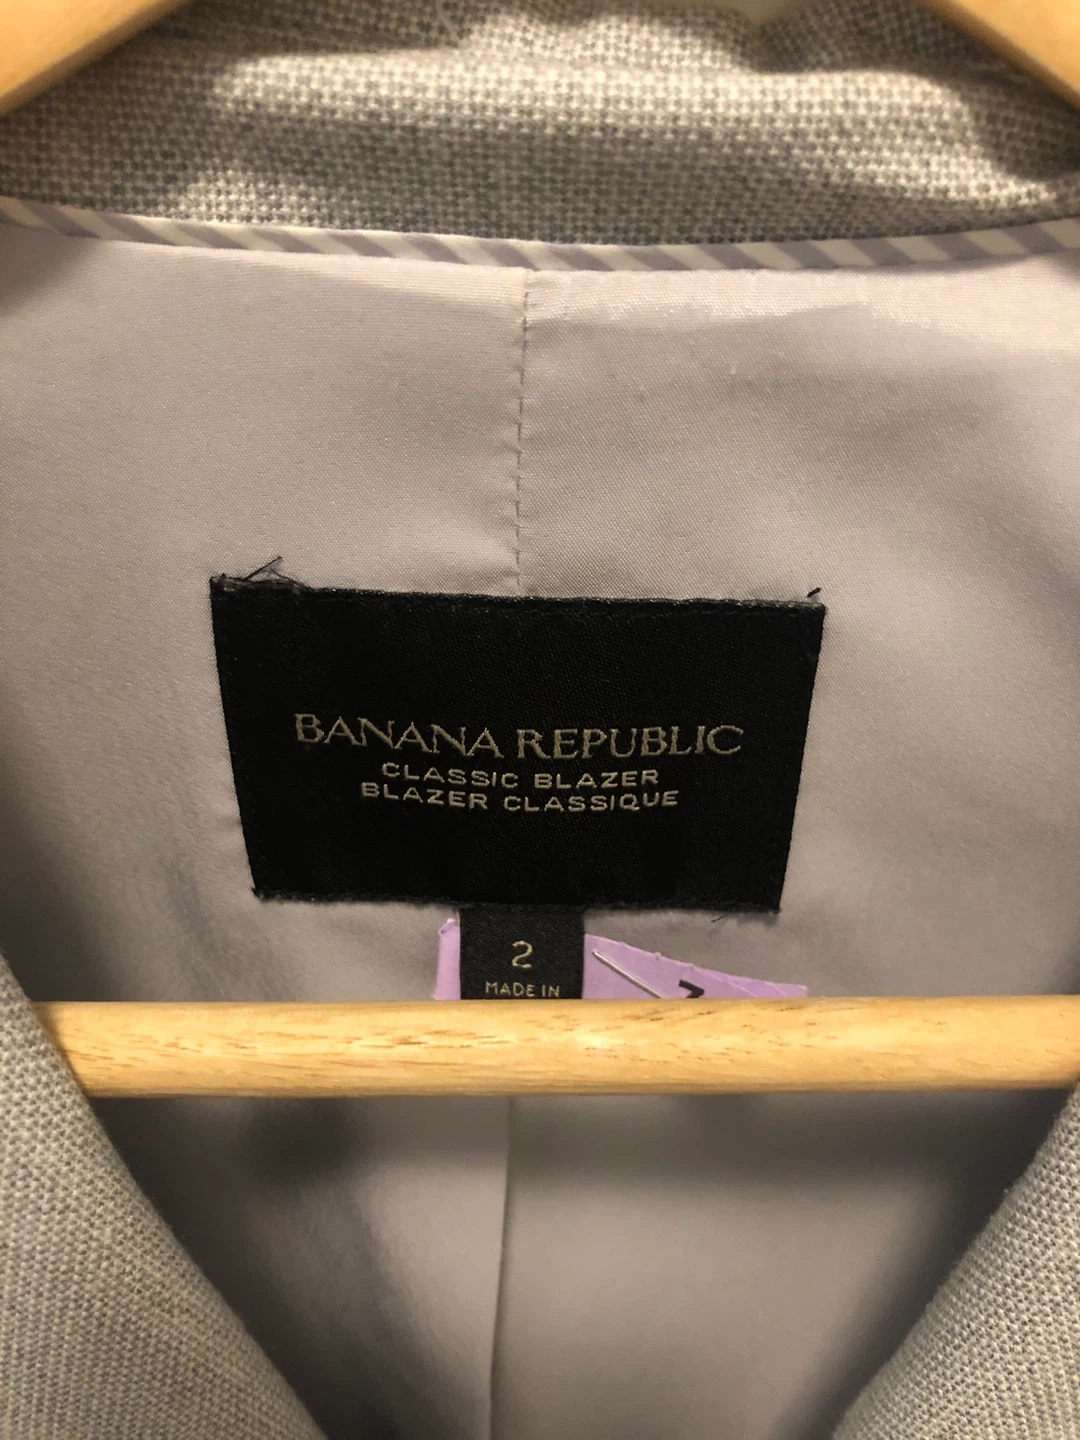 BANANA REPUBLIC
CLASSIC BLAZER
BLAZER CLASSIQUE
2
MADE IN